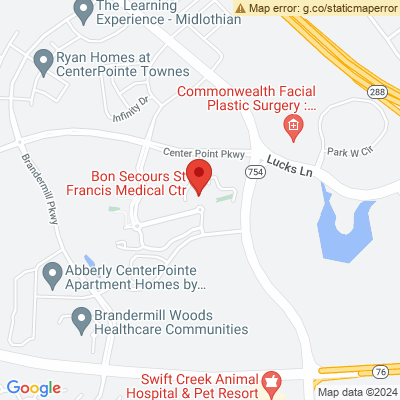 The Learning
Experience - Midlothian
Map error: g.co/staticmaperror
Ryan Homes at
CenterPointe Townes
288
Infinity Dr
Commonwealth Facial
Plastic Surgery :...
Center Point Pkwy
Park W Cir
Lucks Ln
Brandermill Pkwy
Bon Secours St
Francis Medical Ctr
754
Abberly CenterPointe
Apartment Homes by...
Brandermill Woods
Healthcare Communities
76
Swift Creek Animal
Hospital & Pet Resort
Google
Map data ©2024